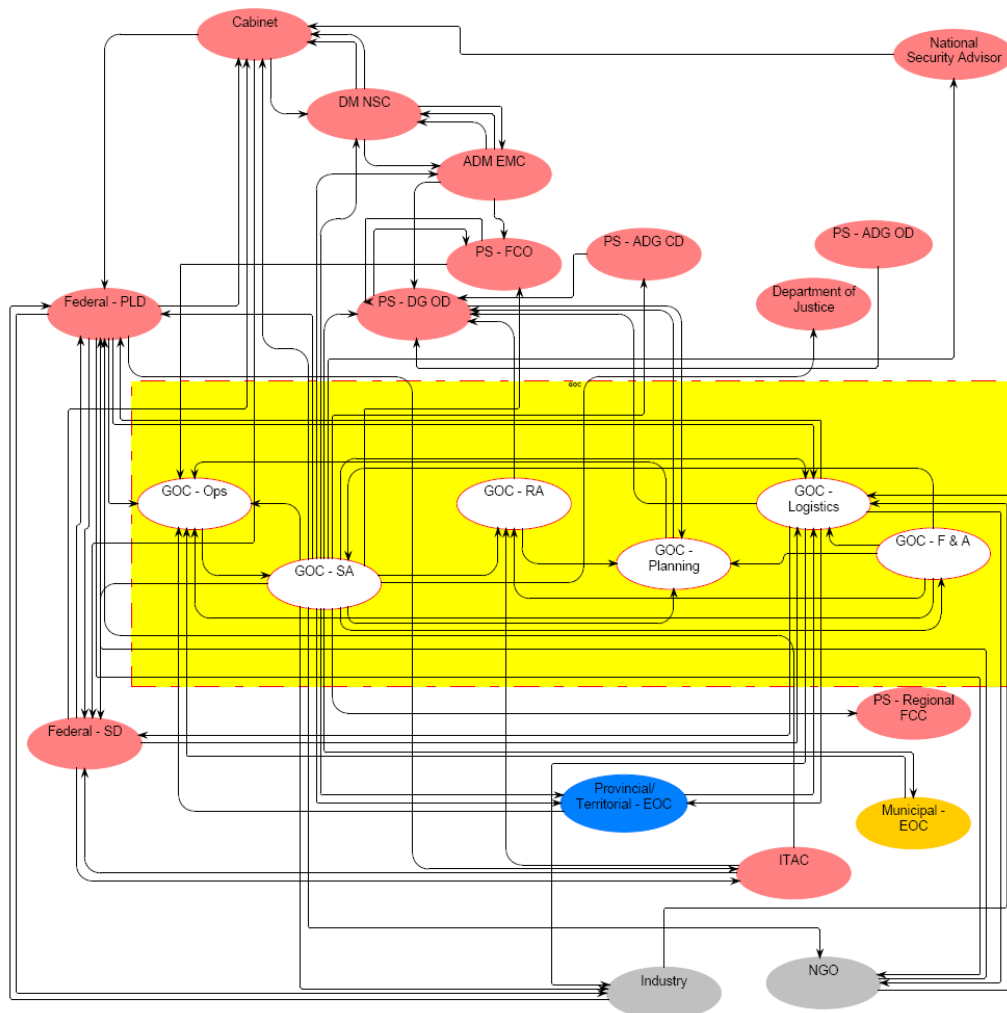 Cabinet
National
Security Advisor
DM NSC
ADM EMC
PS - FCO
PS - ADG CD
PS - ADG OD
Federal - PLD
PS - DG OD
Department of
Justice
GOC
GOC - Ops
GOC - RA
GOC -
Logistics
GOC - SA
GOC -
Planning
GOC - F & A
PS - Regional
FCC
Federal - SD
Provincial/
Territorial - EOC
Municipal -
EOC
ITAC
Industry
NGO